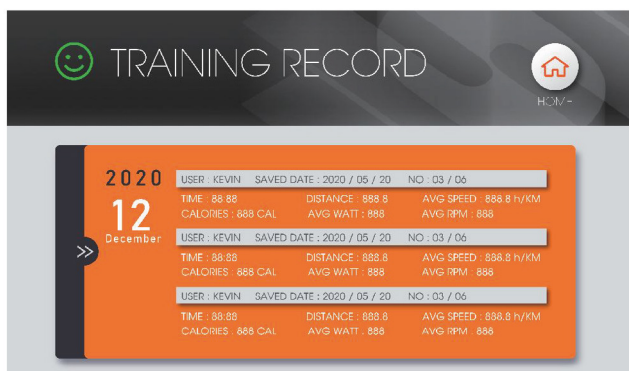 TRAINING RECORD
HOME
2020
12
December
USER : KEVIN SAVED DATE : 2020 / 05 / 20 NO : 03 / 06
TIME : 88:88 DISTANCE : 888.8 AVG SPEED : 888.8 h/KM
CALORIES : 888 CAL AVG WATT : 888 AVG RPM : 888
USER : KEVIN SAVED DATE : 2020 / 05 / 20 NO : 03 / 06
TIME : 88:88 DISTANCE : 888.8 AVG SPEED : 888.8 h/KM
CALORIES : 888 CAL AVG WATT : 888 AVG RPM : 888
USER : KEVIN SAVED DATE : 2020 / 05 / 20 NO : 03 / 06
TIME : 88:88 DISTANCE : 888.8 AVG SPEED : 888.8 h/KM
CALORIES : 888 CAL AVG WATT : 888 AVG RPM : 888